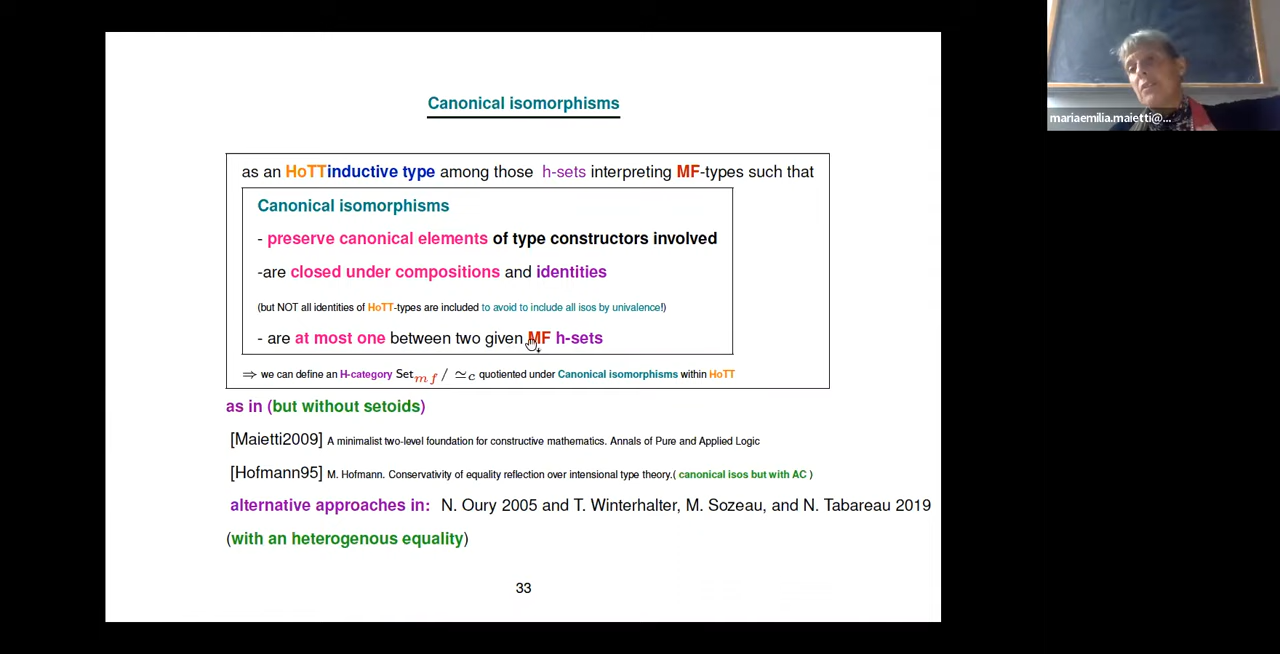 Canonical isomorphisms
as an HoTTinductive type among those h-sets interpreting MF-types such that
Canonical isomorphisms
- preserve canonical elements of type constructors involved
-are closed under compositions and identities
(but NOT all identities of HoTT-types are included to avoid to include all isos by univalence!)
- are at most one between two given MF h-sets
⇒ we can define an H-category Set_mf / ≃_c quotiented under Canonical isomorphisms within HoTT
as in (but without setoids)
[Maietti2009] A minimalist two-level foundation for constructive mathematics. Annals of Pure and Applied Logic
[Hofmann95] M. Hofmann. Conservativity of equality reflection over intensional type theory.( canonical isos but with AC )
alternative approaches in: N. Oury 2005 and T. Winterhalter, M. Sozeau, and N. Tabareau 2019
(with an heterogenous equality)
33
mariaemilia.maietti@...